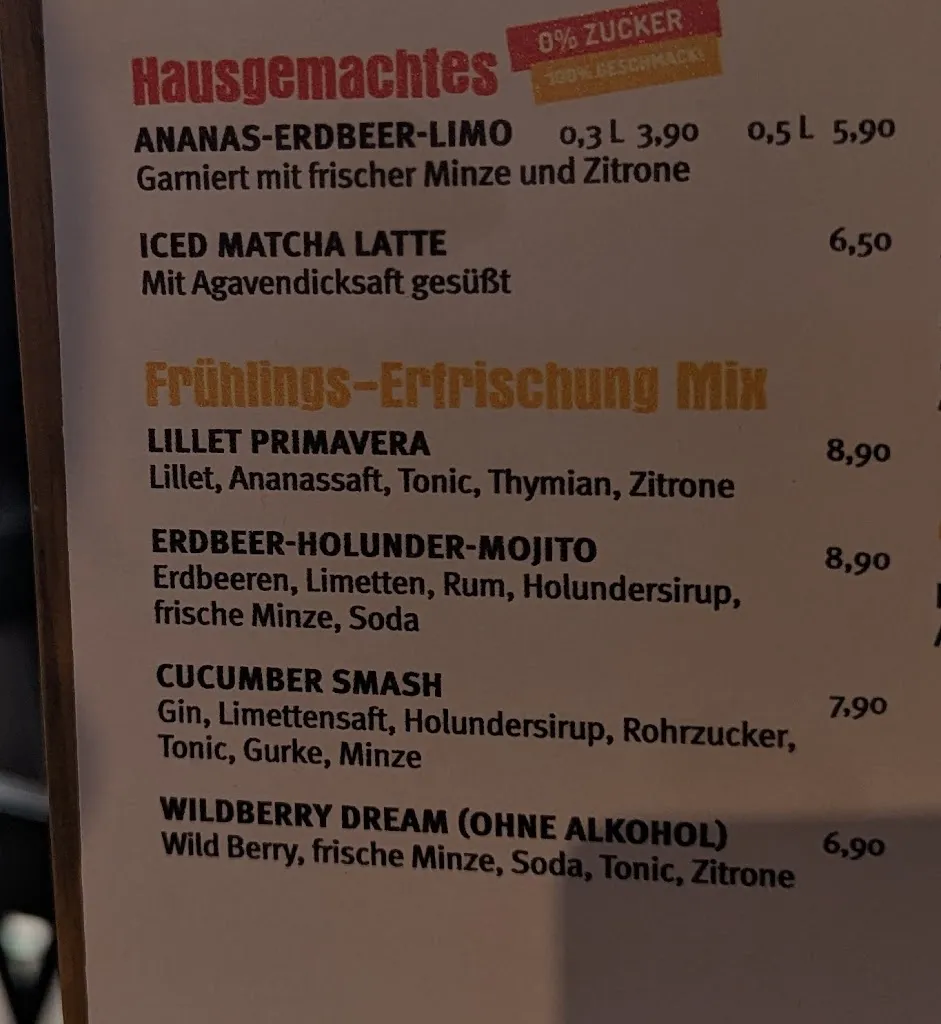 0% ZUCKER
100% GESCHMACK!
Hausgemachtes
ANANAS-ERDBEER-LIMO 0,3 L 3,90 0,5 L 5,90
Garniert mit frischer Minze und Zitrone
ICED MATCHA LATTE 6,50
Mit Agavendicksaft gesüßt
Frühlings-Erfrischung Mix
LILLET PRIMAVERA 8,90
Lillet, Ananassaft, Tonic, Thymian, Zitrone
ERDBEER-HOLUNDER-MOJITO 8,90
Erdbeeren, Limetten, Rum, Holundersirup,
frische Minze, Soda
CUCUMBER SMASH 7,90
Gin, Limettensaft, Holundersirup, Rohrzucker,
Tonic, Gurke, Minze
WILDBERRY DREAM (OHNE ALKOHOL) 6,90
Wild Berry, frische Minze, Soda, Tonic, Zitrone